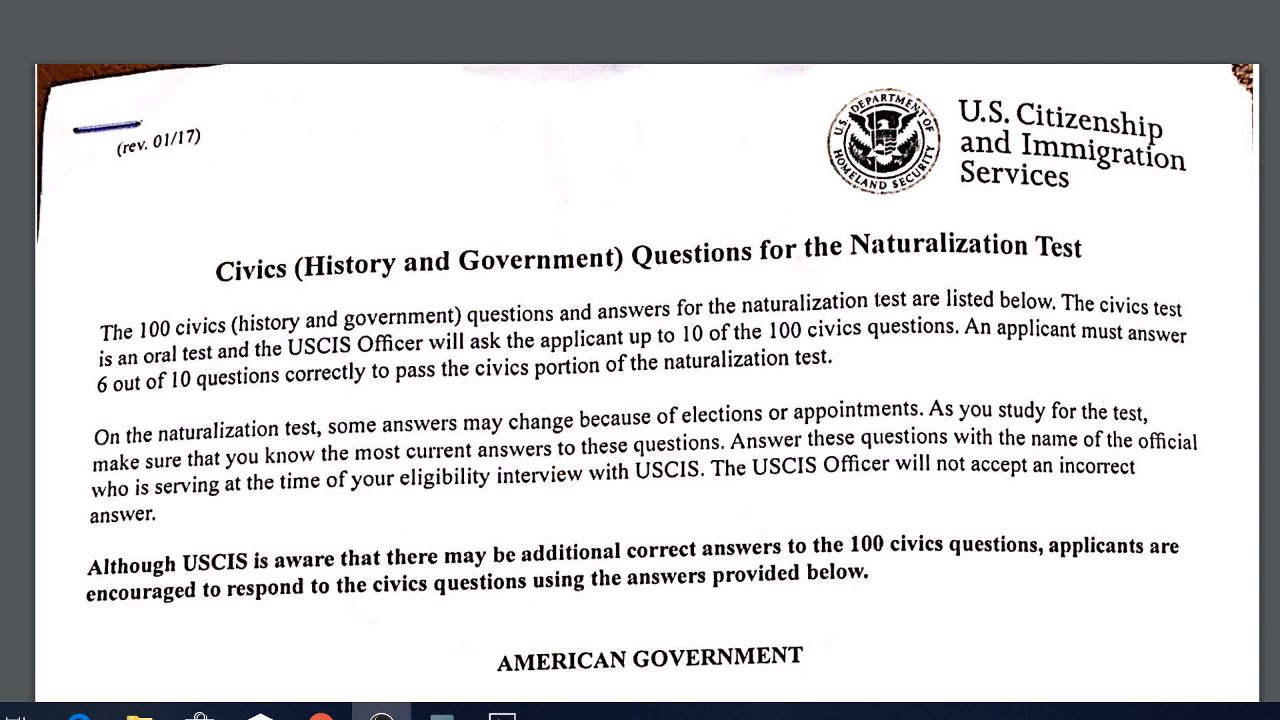 (rev. 01/17)
U.S. DEPARTMENT OF
HOMELAND SECURITY
U.S. Citizenship
and Immigration
Services
Civics (History and Government) Questions for the Naturalization Test
The 100 civics (history and government) questions and answers for the naturalization test are listed below. The civics test
is an oral test and the USCIS Officer will ask the applicant up to 10 of the 100 civics questions. An applicant must answer
6 out of 10 questions correctly to pass the civics portion of the naturalization test.
On the naturalization test, some answers may change because of elections or appointments. As you study for the test,
make sure that you know the most current answers to these questions. Answer these questions with the name of the official
who is serving at the time of your eligibility interview with USCIS. The USCIS Officer will not accept an incorrect
answer.
Although USCIS is aware that there may be additional correct answers to the 100 civics questions, applicants are
encouraged to respond to the civics questions using the answers provided below.
AMERICAN GOVERNMENT